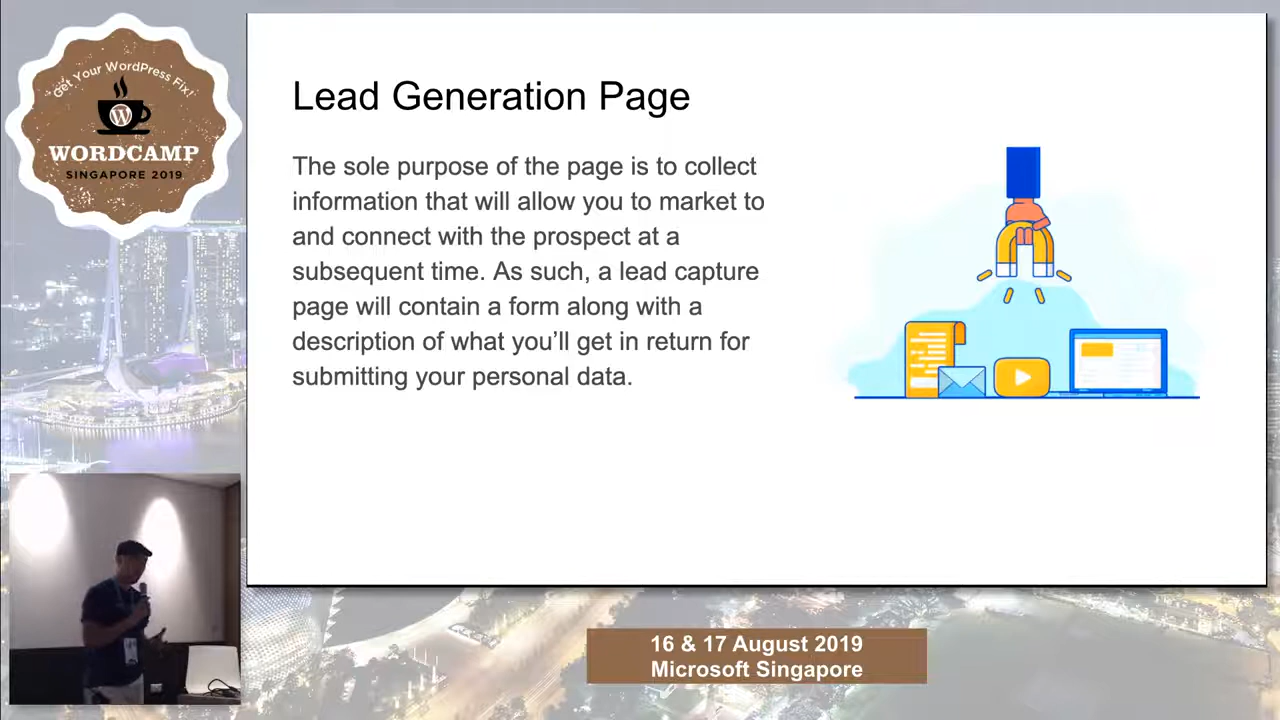 Get Your WordPress Fix!
WORDCAMP
SINGAPORE 2019
Lead Generation Page
The sole purpose of the page is to collect
information that will allow you to market to
and connect with the prospect at a
subsequent time. As such, a lead capture
page will contain a form along with a
description of what you’ll get in return for
submitting your personal data.
16 & 17 August 2019
Microsoft Singapore